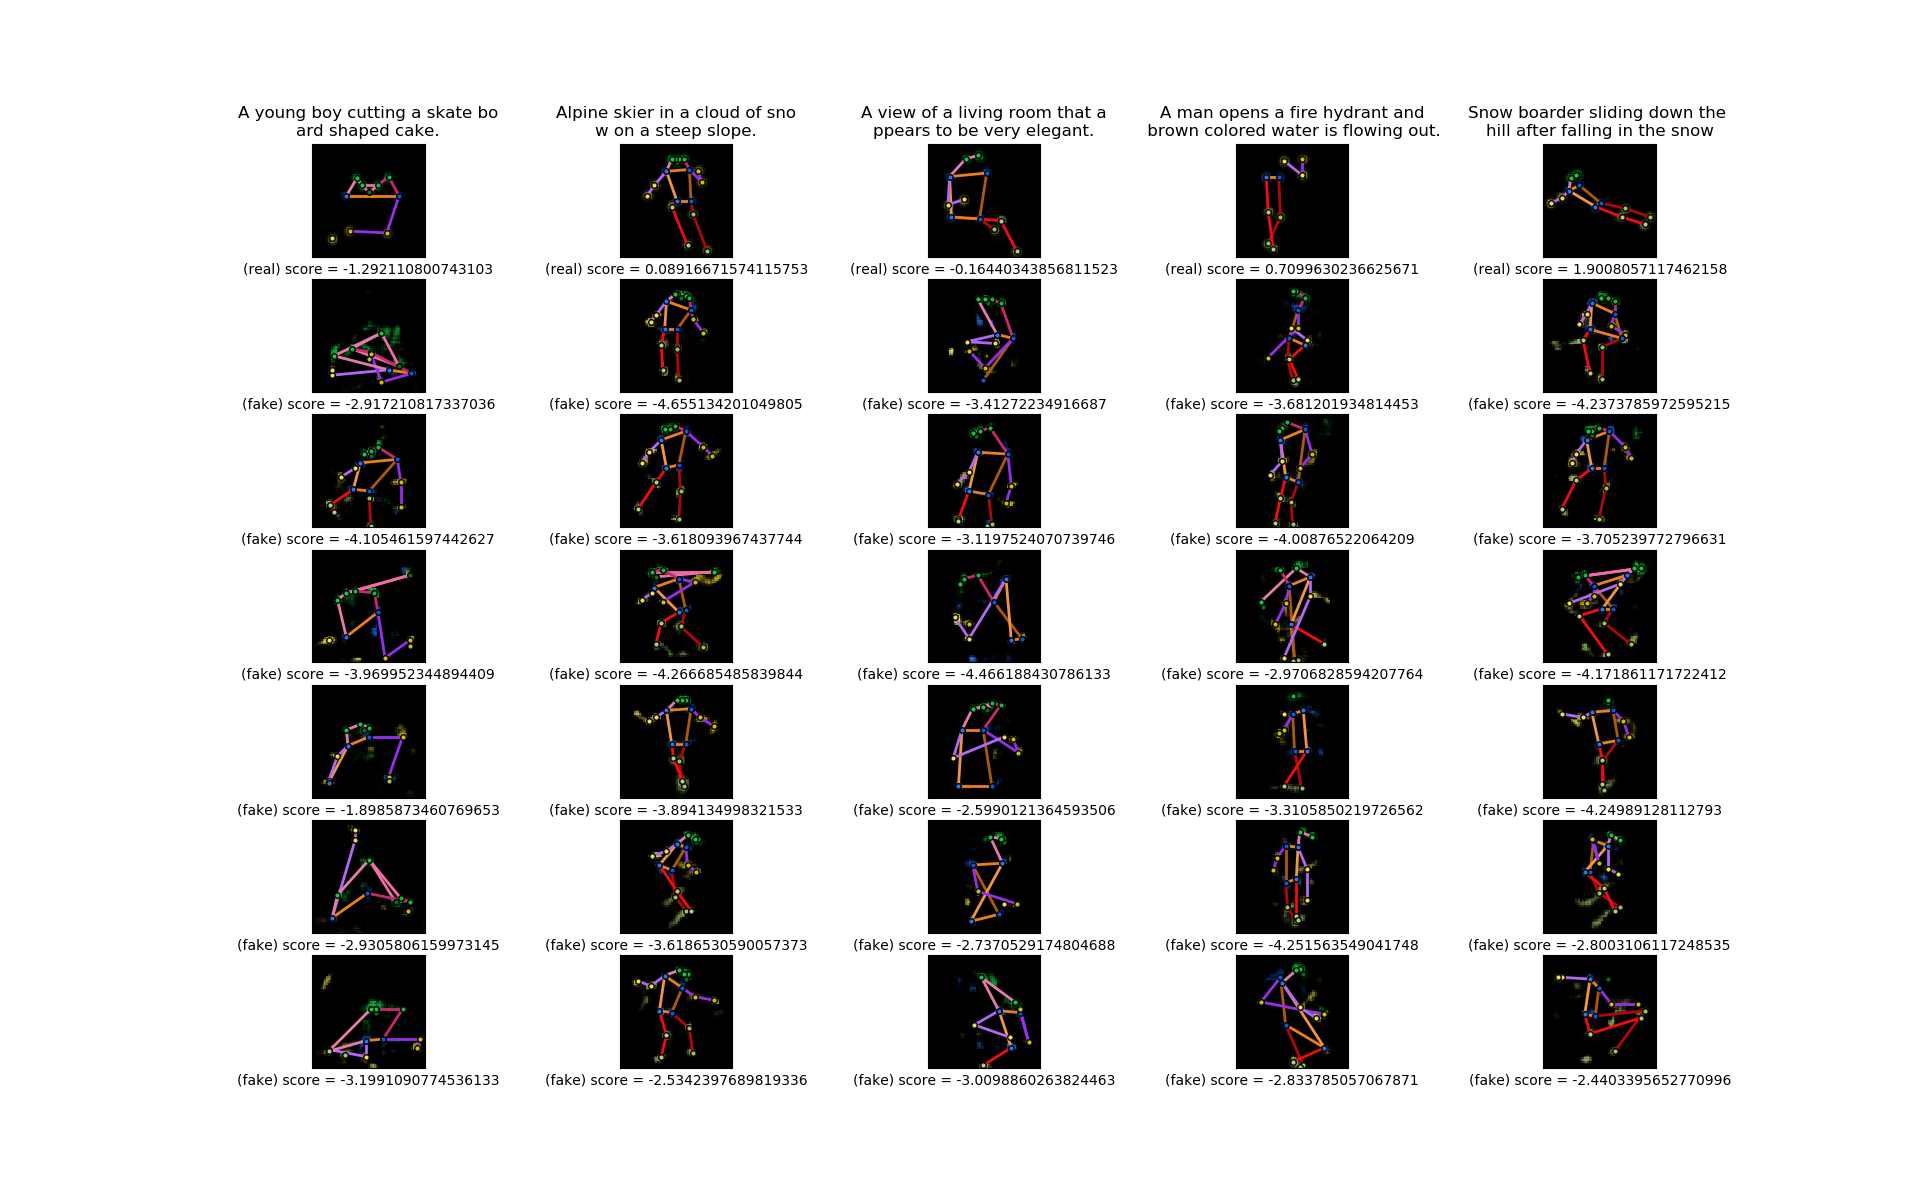 A young boy cutting a skate bo
ard shaped cake.
Alpine skier in a cloud of sno
w on a steep slope.
A view of a living room that a
ppears to be very elegant.
A man opens a fire hydrant and
brown colored water is flowing out.
Snow boarder sliding down the
hill after falling in the snow
(real) score = -1.292110800743103
(real) score = 0.08916671574115753
(real) score = -0.16440343856811523
(real) score = 0.7099630236625671
(real) score = 1.9008057117462158
(fake) score = -2.917210817337036
(fake) score = -4.655134201049805
(fake) score = -3.41272234916687
(fake) score = -3.681201934814453
(fake) score = -4.2373785972595215
(fake) score = -4.105461597442627
(fake) score = -3.618093967437744
(fake) score = -3.1197524070739746
(fake) score = -4.00876522064209
(fake) score = -3.705239772796631
(fake) score = -3.969952344894409
(fake) score = -4.266685485839844
(fake) score = -4.466188430786133
(fake) score = -2.9706828594207764
(fake) score = -4.171861171722412
(fake) score = -1.8985873460769653
(fake) score = -3.894134998321533
(fake) score = -2.5990121364593506
(fake) score = -3.3105850219726562
(fake) score = -4.24989128112793
(fake) score = -2.9305806159973145
(fake) score = -3.6186530590057373
(fake) score = -2.7370529174804688
(fake) score = -4.251563549041748
(fake) score = -2.8003106117248535
(fake) score = -3.1991090774536133
(fake) score = -2.5342397689819336
(fake) score = -3.0098860263824463
(fake) score = -2.833785057067871
(fake) score = -2.4403395652770996